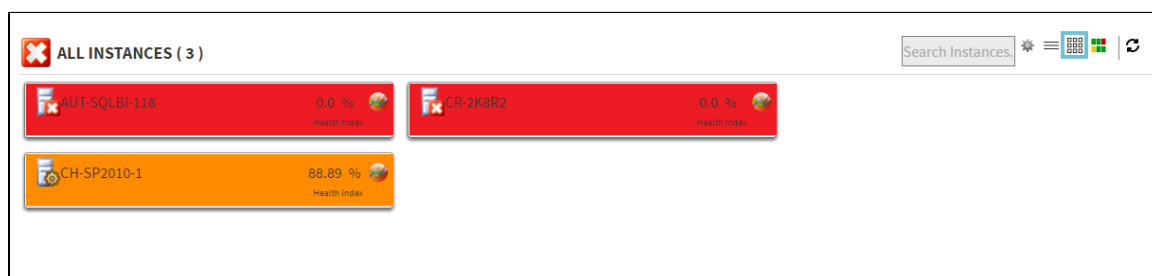 ALL INSTANCES ( 3 )
Search Instances.
AUT-SQLBI-118
0.0 %
Health Index
CR-2K8R2
0.0 %
Health Index
CH-SP2010-1
88.89 %
Health Index